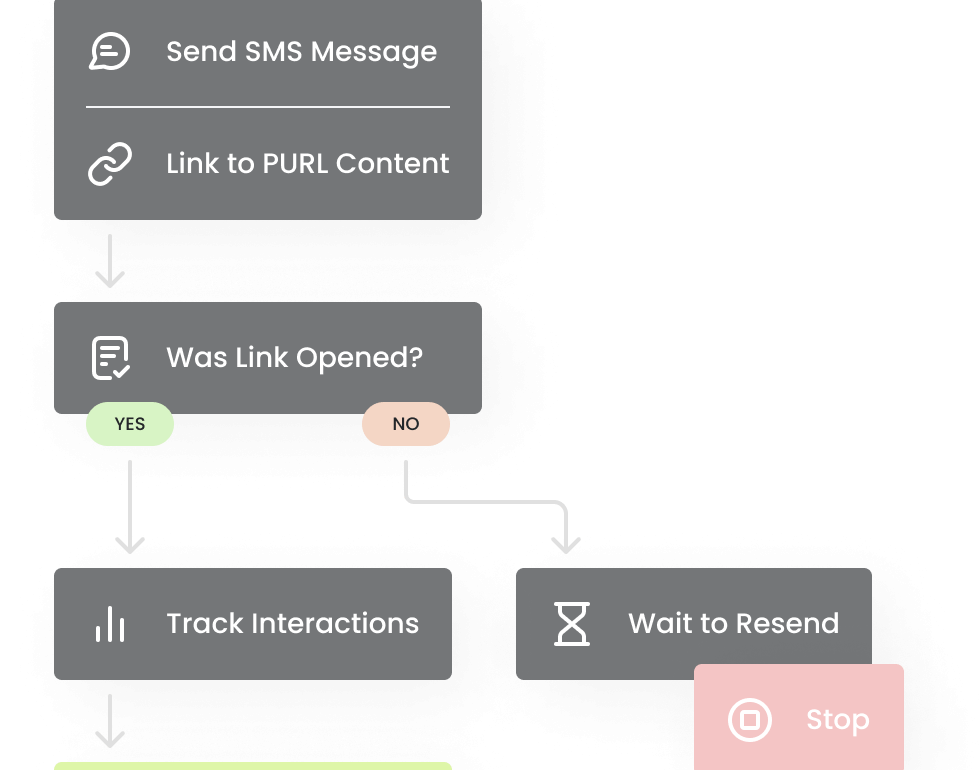 Send SMS Message
Link to PURL Content
Was Link Opened?
YES
NO
Track Interactions
Wait to Resend
Stop